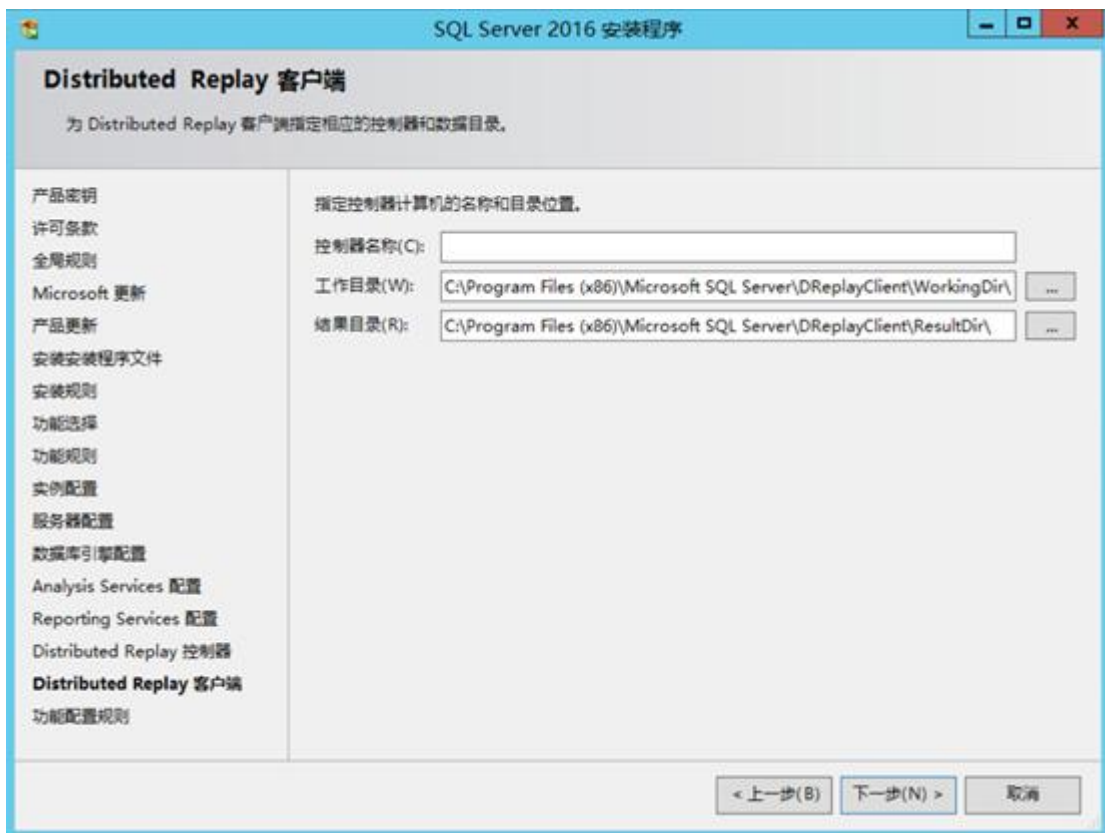 SQL Server 2016 安装程序
Distributed Replay 客户端
为 Distributed Replay 客户端指定相应的控制器和数据目录。
产品密钥
许可条款
全局规则
Microsoft 更新
产品更新
安装安装程序文件
安装规则
功能选择
功能规则
实例配置
服务器配置
数据库引擎配置
Analysis Services 配置
Reporting Services 配置
Distributed Replay 控制器
Distributed Replay 客户端
功能配置规则
指定控制器计算机的名称和目录位置。
控制器名称(C):
工作目录(W): C:\Program Files (x86)\Microsoft SQL Server\DReplayClient\WorkingDir\ ...
结果目录(R): C:\Program Files (x86)\Microsoft SQL Server\DReplayClient\ResultDir\ ...
< 上一步(B) 下一步(N) > 取消